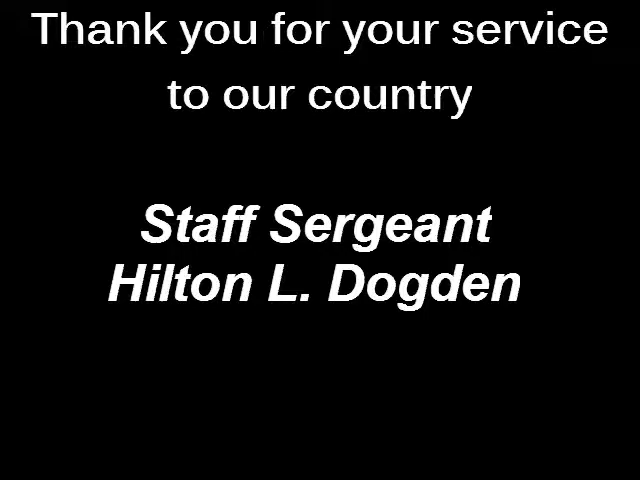 Thank you for your service
to our country
Staff Sergeant
Hilton L. Dogden